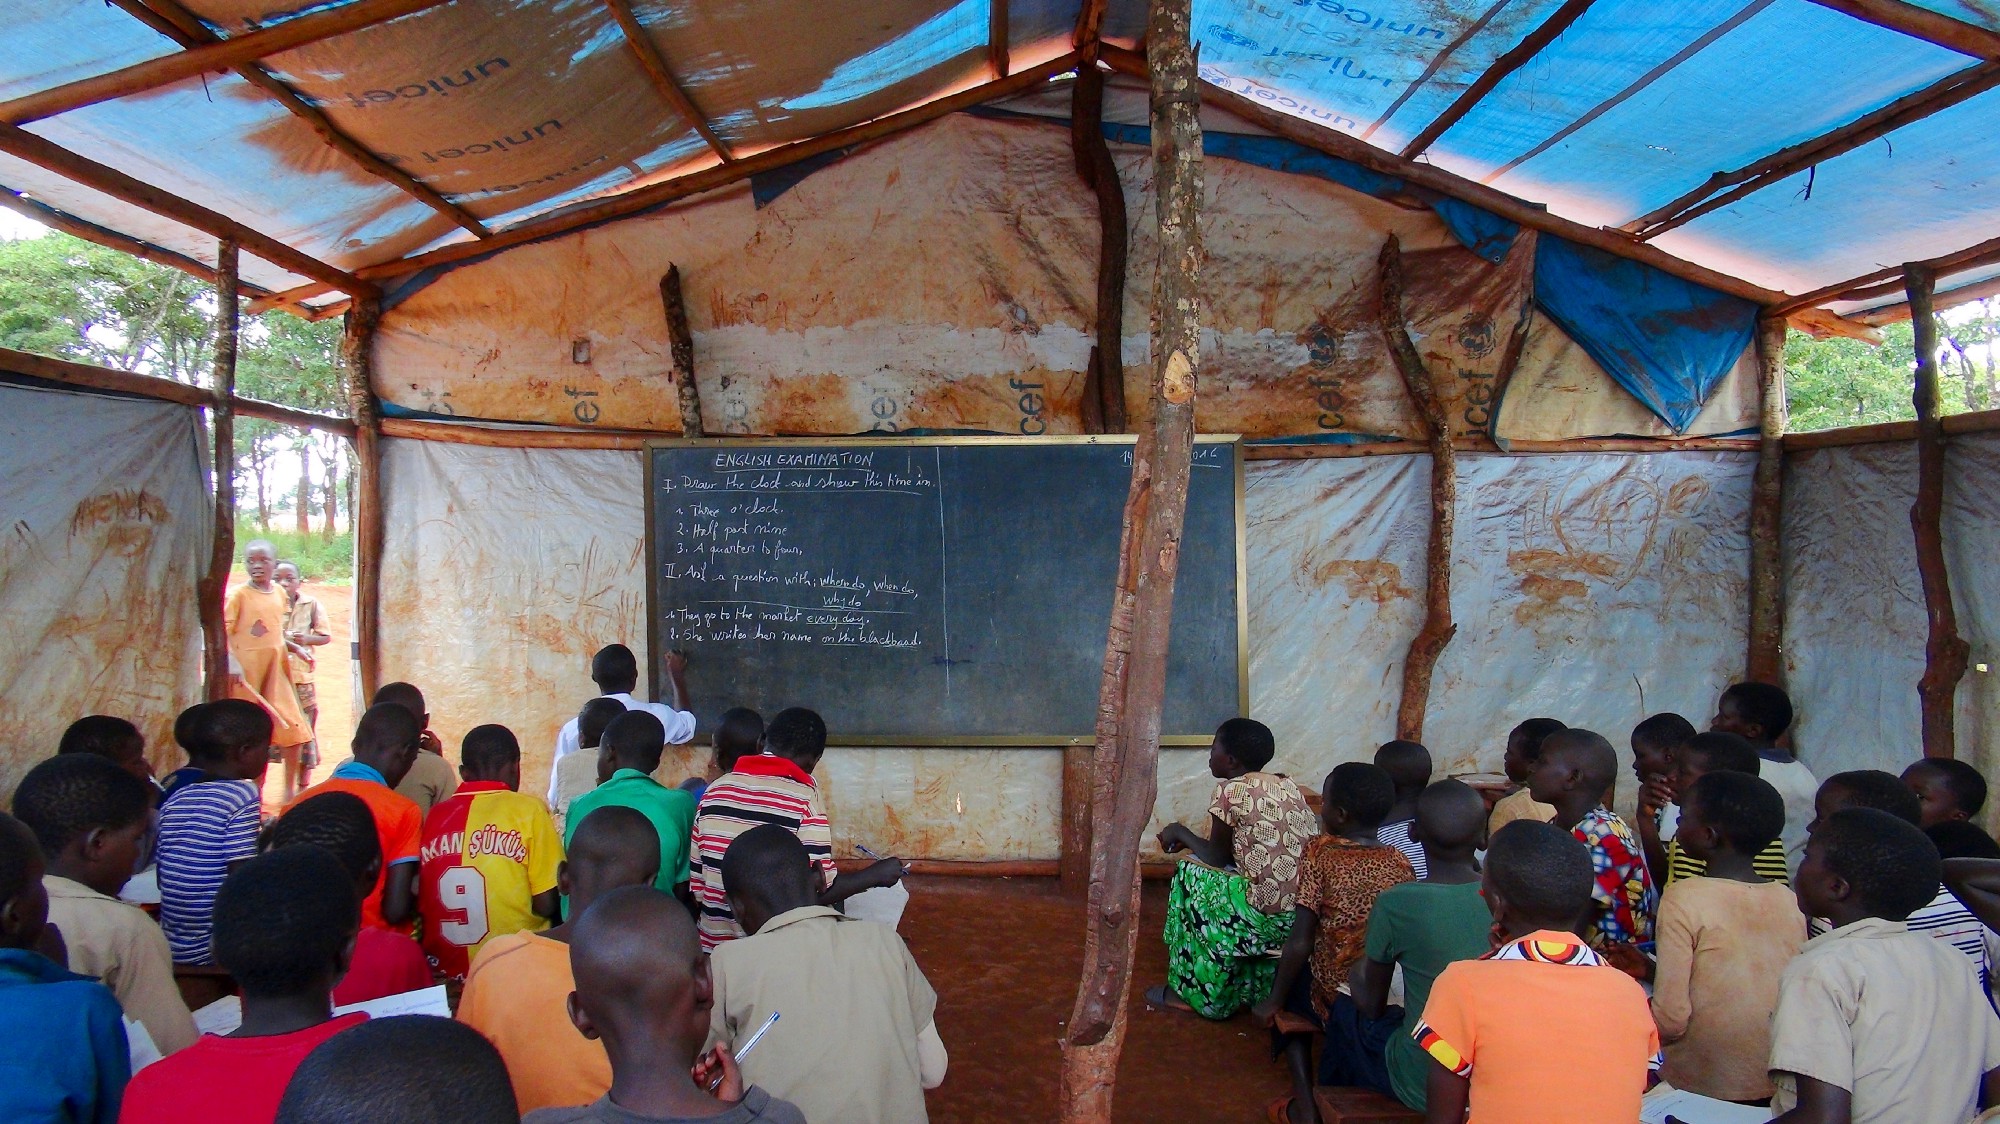 unicef
unicef
unicef
unicef
unicef
unicef
cef
cef
cef
cef
icef
ENGLISH EXAMINATION
14 016
I. Draw the clock and show this time in.
1. Three o'clock.
2. Half past nine
3. A quarter to four.
II. Ask a question with; where do, when do,
why do
1. They go to the market every day.
2. She writes her name on the blackboard.
KAN ŞÜKÜR
9